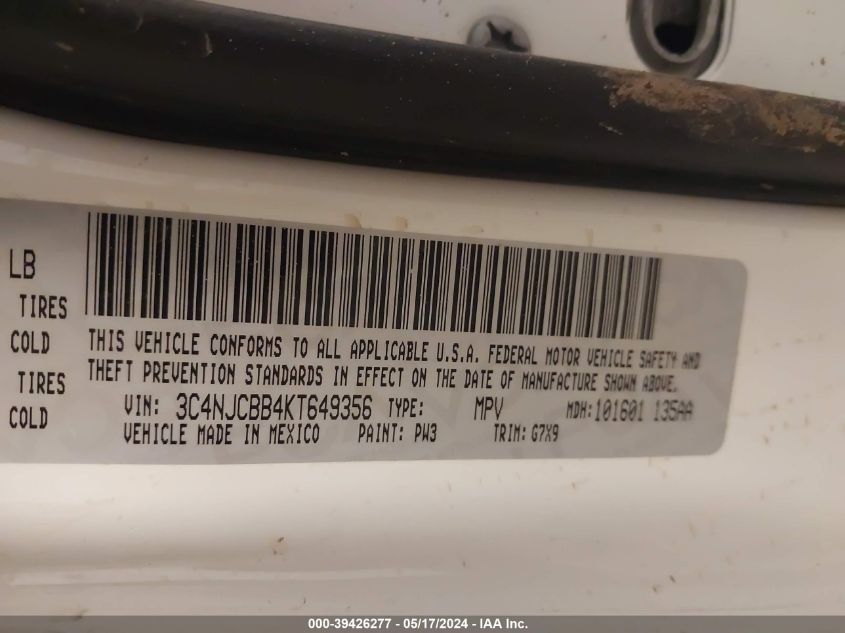 LB
TIRES
COLD
TIRES
COLD
THIS VEHICLE CONFORMS TO ALL APPLICABLE U.S.A. FEDERAL MOTOR VEHICLE SAFETY AND
THEFT PREVENTION STANDARDS IN EFFECT ON THE DATE OF MANUFACTURE SHOWN ABOVE.
VIN: 3C4NJCBB4KT649356 TYPE: MPV MDH:101601 135AA
VEHICLE MADE IN MEXICO PAINT: PW3 TRIM: G7X9
000-39426277 - 05/17/2024 - IAA Inc.